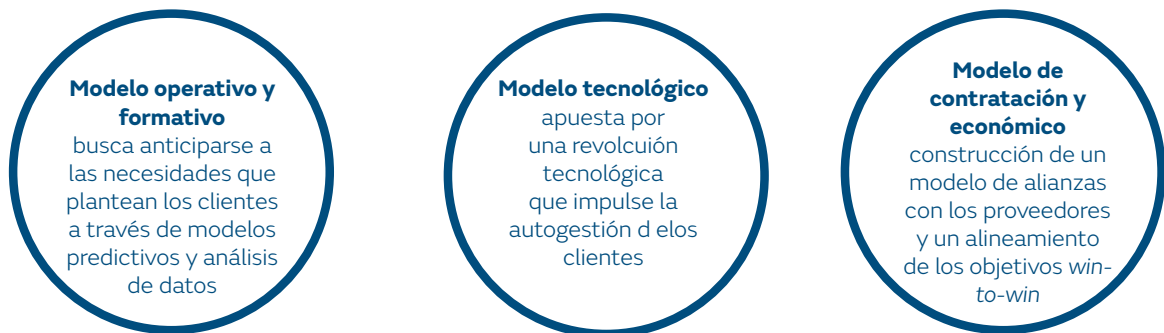 Modelo operativo y
formativo
busca anticiparse a
las necesidades que
plantean los clientes
a través de modelos
predictivos y análisis
de datos
Modelo tecnológico
apuesta por
una revolcuión
tecnológica
que impulse la
autogestión d elos
clientes
Modelo de
contratación y
económico
construcción de un
modelo de alianzas
con los proveedores
y un alineamiento
de los objetivos win-
to-win